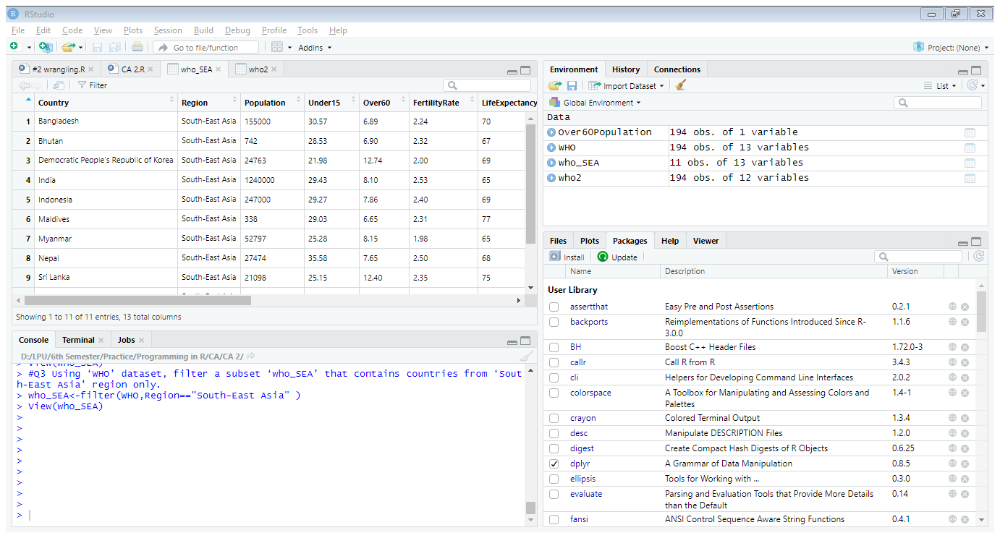 RStudio
File Edit Code View Plots Session Build Debug Profile Tools Help
Go to file/function Addins Project: (None)
#2 wrangling.R CA 2.R who_SEA who2
Filter
Country Region Population Under15 Over60 FertilityRate LifeExpectancy
1 Bangladesh South-East Asia 155000 30.57 6.89 2.24 70
2 Bhutan South-East Asia 742 28.53 6.90 2.32 67
3 Democratic People's Republic of Korea South-East Asia 24763 21.98 12.74 2.00 69
4 India South-East Asia 1240000 29.43 8.10 2.53 65
5 Indonesia South-East Asia 247000 29.27 7.86 2.40 69
6 Maldives South-East Asia 338 29.03 6.65 2.31 77
7 Myanmar South-East Asia 52797 25.28 8.15 1.98 65
8 Nepal South-East Asia 27474 35.58 7.65 2.50 68
9 Sri Lanka South-East Asia 21098 25.15 12.40 2.35 75
Showing 1 to 11 of 11 entries, 13 total columns
Console Terminal Jobs
D:/LPU/6th Semester/Practice/Programming in R/CA/CA 2/
> View(who_SEA)
> #Q3 Using ‘WHO’ dataset, filter a subset ‘who_SEA’ that contains countries from ‘Sout
h-East Asia’ region only.
> who_SEA<-filter(WHO,Region=="South-East Asia" )
> View(who_SEA)
>
>
>
>
>
>
>
>
>
>
Environment History Connections
Import Dataset List
Global Environment
Data
Over60Population 194 obs. of 1 variable
WHO 194 obs. of 13 variables
who_SEA 11 obs. of 13 variables
who2 194 obs. of 12 variables
Files Plots Packages Help Viewer
Install Update
Name Description Version
User Library
assertthat Easy Pre and Post Assertions 0.2.1
backports Reimplementations of Functions Introduced Since R-
3.0.0 1.1.6
BH Boost C++ Header Files 1.72.0-3
callr Call R from R 3.4.3
cli Helpers for Developing Command Line Interfaces 2.0.2
colorspace A Toolbox for Manipulating and Assessing Colors and
Palettes 1.4-1
crayon Colored Terminal Output 1.3.4
desc Manipulate DESCRIPTION Files 1.2.0
digest Create Compact Hash Digests of R Objects 0.6.25
dplyr A Grammar of Data Manipulation 0.8.5
ellipsis Tools for Working with ... 0.3.0
evaluate Parsing and Evaluation Tools that Provide More Details
than the Default 0.14
fansi ANSI Control Sequence Aware String Functions 0.4.1